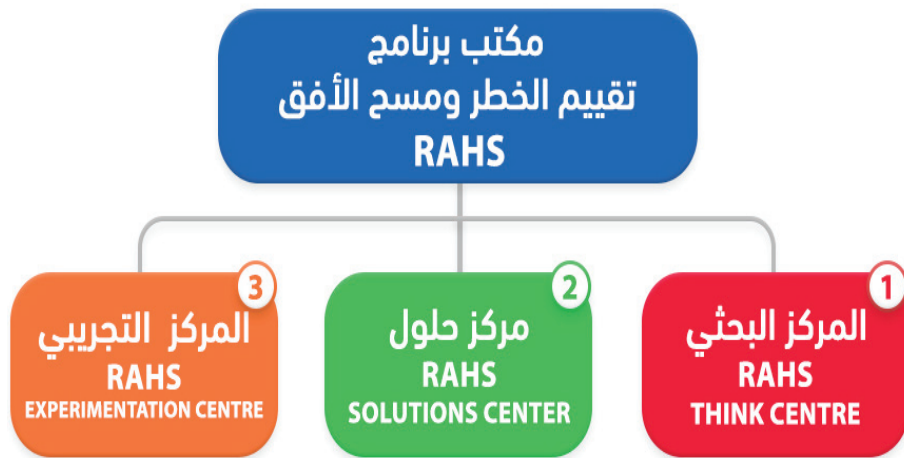 مكتب برنامج
تقييم الخطر ومسح الأفق
RAHS
1
المركز البحثي
RAHS
THINK CENTRE
2
مركز حلول
RAHS
SOLUTIONS CENTER
3
المركز التجريبي
RAHS
EXPERIMENTATION CENTRE